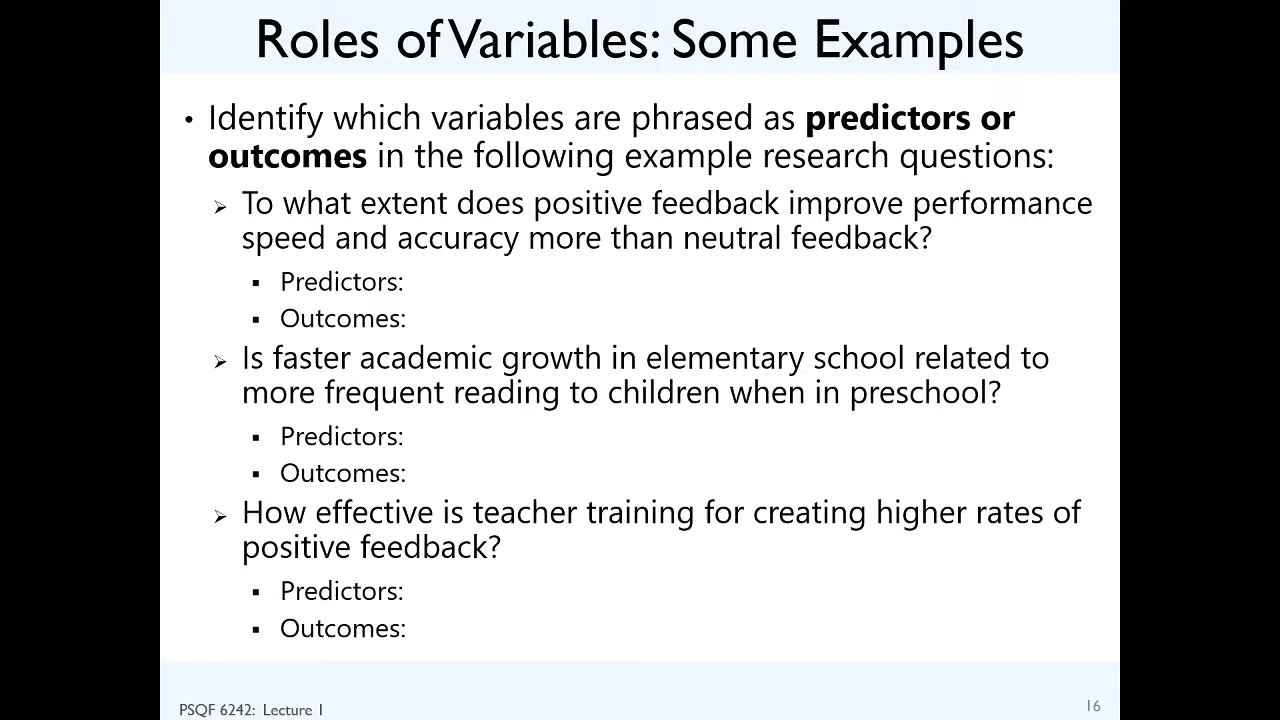 Roles of Variables: Some Examples
• Identify which variables are phrased as predictors or
outcomes in the following example research questions:
➢ To what extent does positive feedback improve performance
speed and accuracy more than neutral feedback?
▪ Predictors:
▪ Outcomes:
➢ Is faster academic growth in elementary school related to
more frequent reading to children when in preschool?
▪ Predictors:
▪ Outcomes:
➢ How effective is teacher training for creating higher rates of
positive feedback?
▪ Predictors:
▪ Outcomes:
PSQF 6242: Lecture 1
16